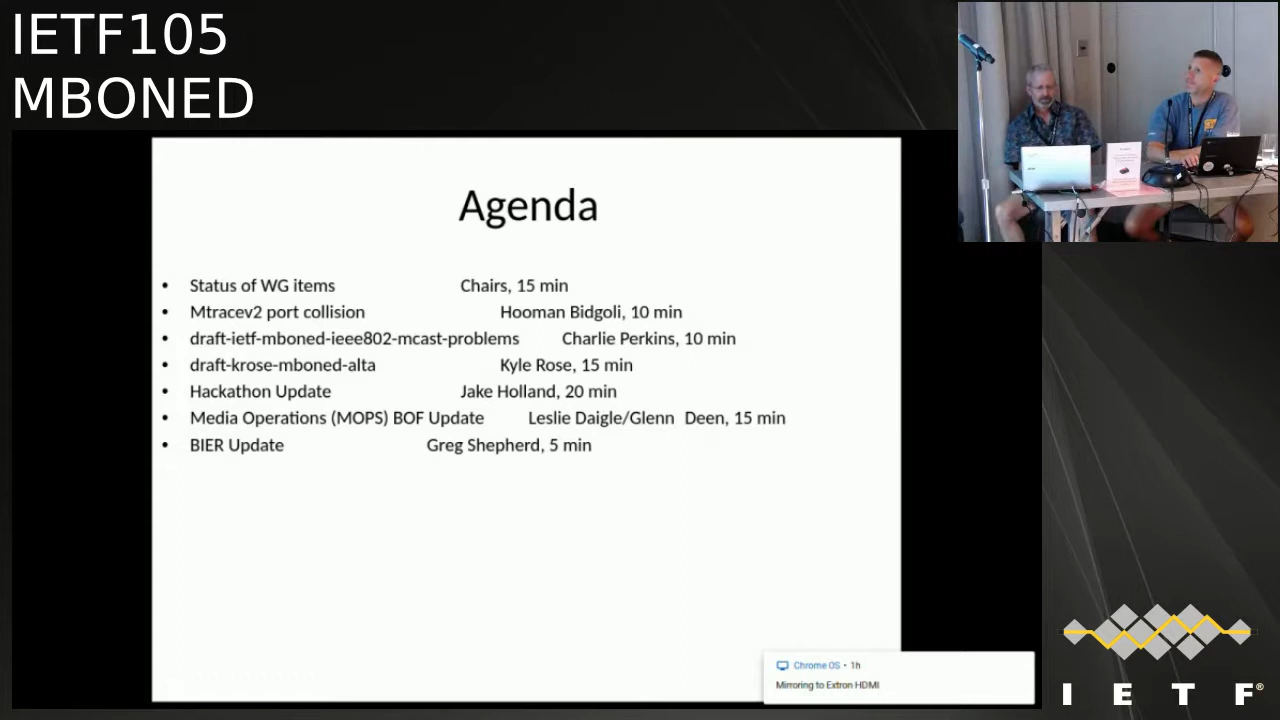 IETF105
MBONED
Agenda
• Status of WG items Chairs, 15 min
• Mtracev2 port collision Hooman Bidgoli, 10 min
• draft-ietf-mboned-ieee802-mcast-problems Charlie Perkins, 10 min
• draft-krose-mboned-alta Kyle Rose, 15 min
• Hackathon Update Jake Holland, 20 min
• Media Operations (MOPS) BOF Update Leslie Daigle/Glenn Deen, 15 min
• BIER Update Greg Shepherd, 5 min
Chrome OS • 1h
Mirroring to Extron HDMI
I E T F®